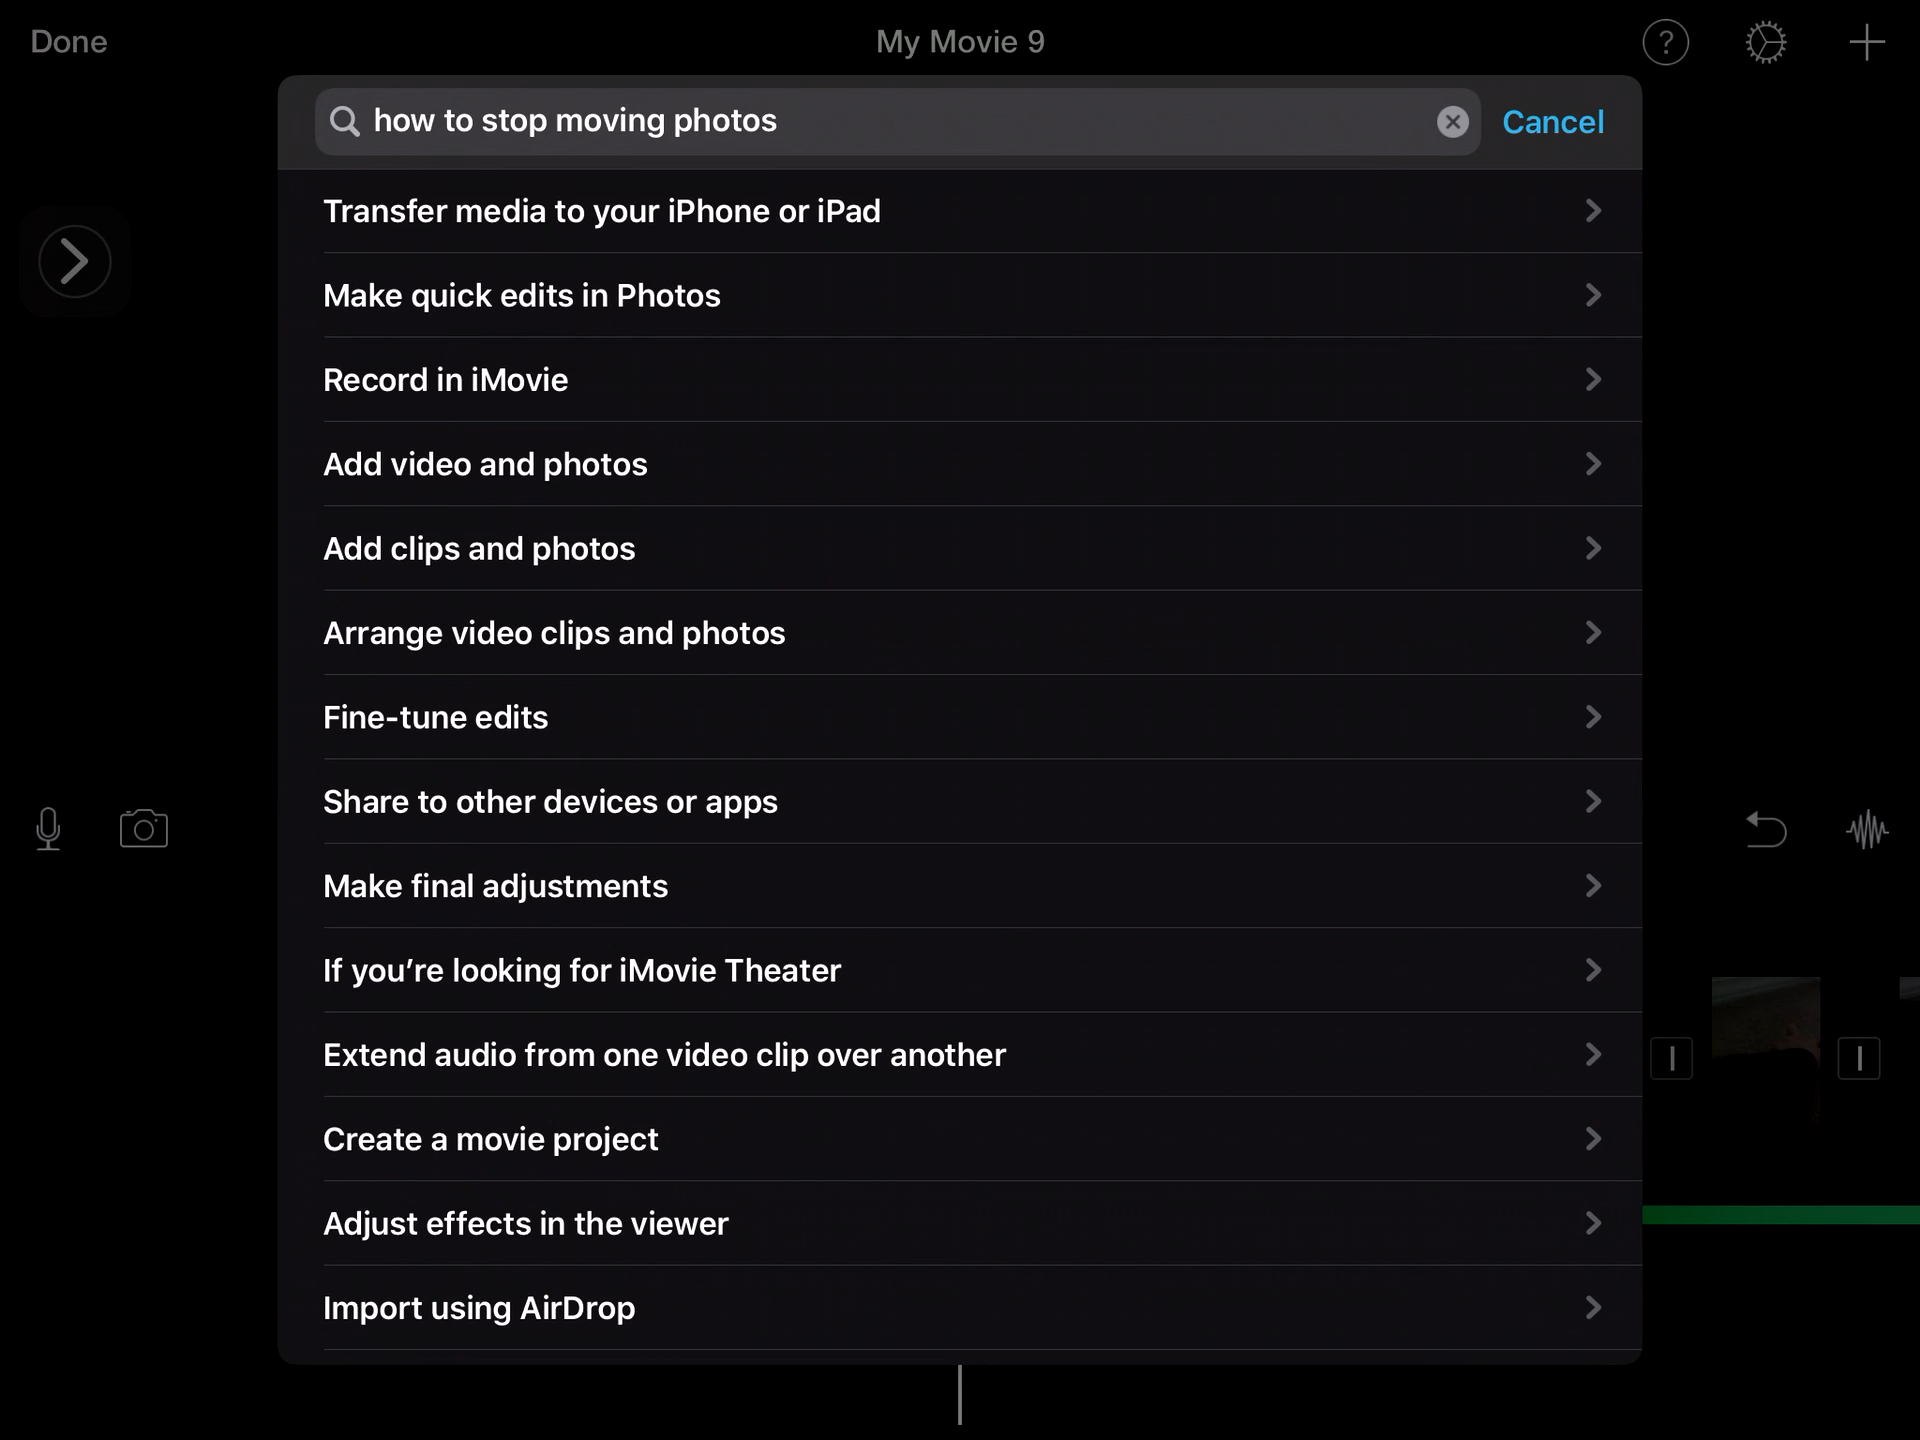 Done
My Movie 9
?
how to stop moving photos
Cancel
Transfer media to your iPhone or iPad
Make quick edits in Photos
Record in iMovie
Add video and photos
Add clips and photos
Arrange video clips and photos
Fine-tune edits
Share to other devices or apps
Make final adjustments
If you’re looking for iMovie Theater
Extend audio from one video clip over another
Create a movie project
Adjust effects in the viewer
Import using AirDrop